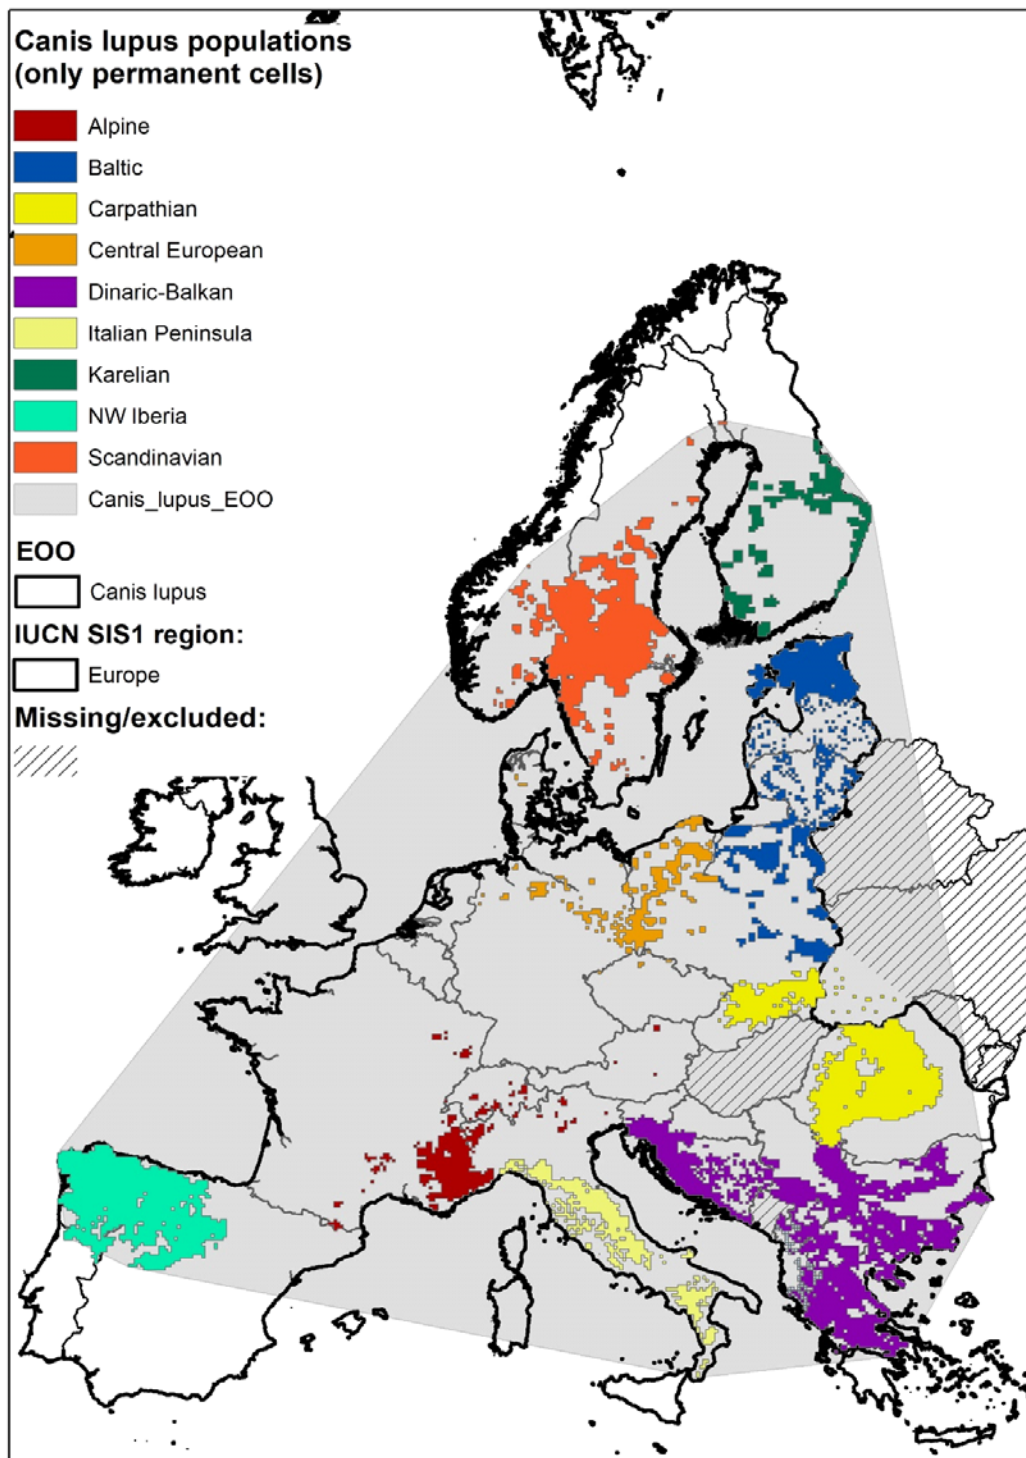 Canis lupus populations
(only permanent cells)
Alpine
Baltic
Carpathian
Central European
Dinaric-Balkan
Italian Peninsula
Karelian
NW Iberia
Scandinavian
Canis_lupus_EOO
EOO
Canis lupus
IUCN SIS1 region:
Europe
Missing/excluded: